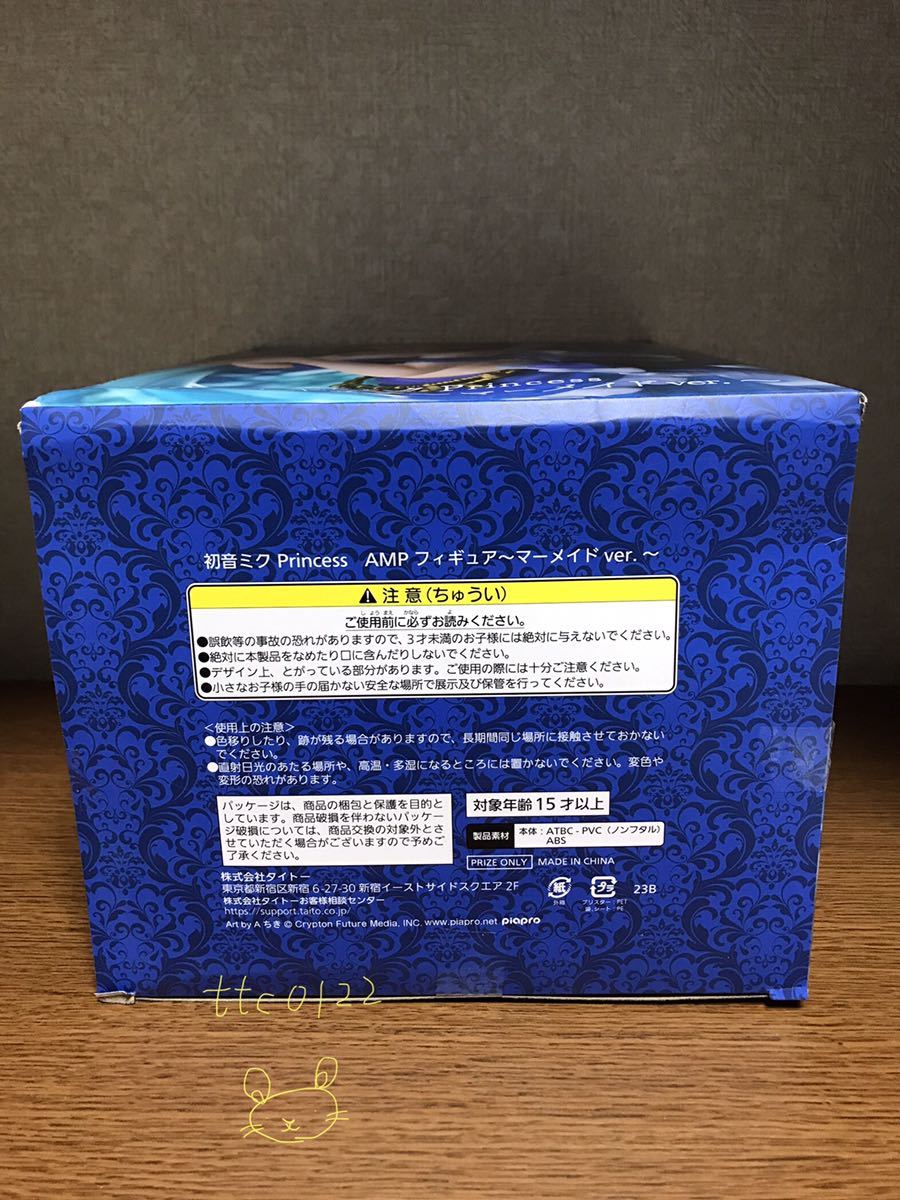 Princess
ド ver. ～
初音ミク Princess AMP フィギュア～マーメイド ver. ～
⚠ 注意(ちゅうい)
ご使用前に必ずお読みください。
●誤飲等の事故の恐れがありますので、3才未満のお子様には絶対に与えないでください。
●絶対に本製品をなめたり口に含んだりしないでください。
●デザイン上、とがっている部分があります。ご使用の際には十分ご注意ください。
●小さなお子様の手の届かない安全な場所で展示及び保管を行ってください。
＜使用上の注意＞
●色移りしたり、跡が残る場合がありますので、長期間同じ場所に接触させておかない
でください。
●直射日光のあたる場所や、高温・多湿になるところには置かないでください。変色や
変形の恐れがあります。
パッケージは、商品の梱包と保護を目的と
しています。商品破損を伴わないパッケー
ジ破損については、商品交換の対象外とさ
せていただく場合がございますので予めご
了承ください。
対象年齢 15 才以上
製品素材 本体：ATBC - PVC（ノンフタル）
ABS
PRIZE ONLY MADE IN CHINA
株式会社タイトー
東京都新宿区新宿 6-27-30 新宿イーストサイドスクエア 2F
株式会社タイトーお客様相談センター
https://support.taito.co.jp/
Art by A ちき © Crypton Future Media, INC. www.piapro.net piapro
紙
外箱
プラ
ブリスター：PET
袋、シート：PE
23B
ttc0122